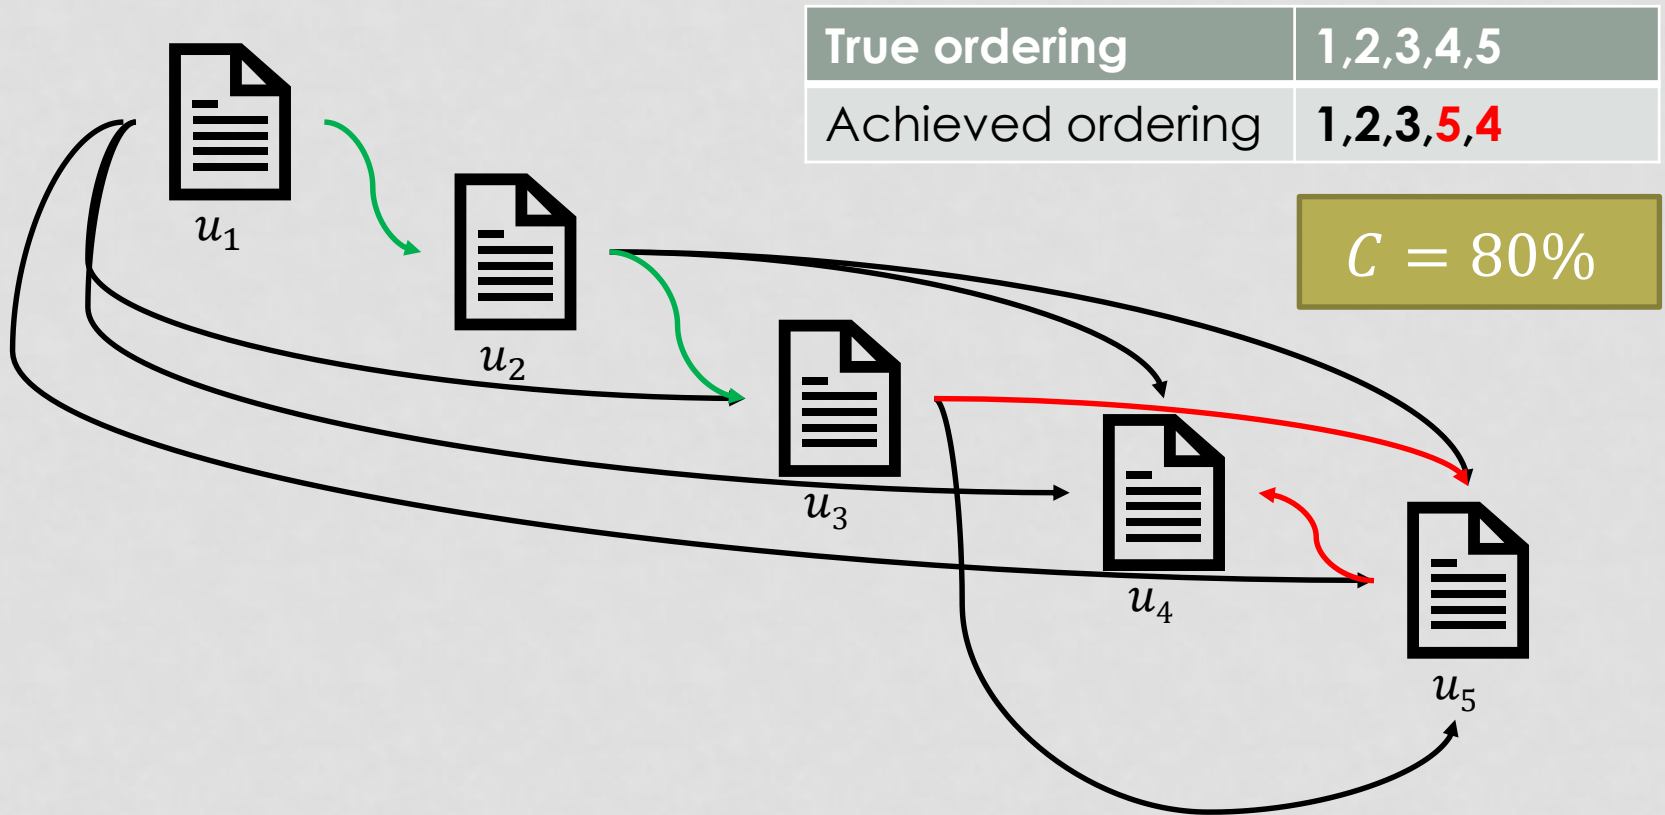 True ordering 1,2,3,4,5
Achieved ordering 1,2,3,5,4
C = 80%
u₁
u₂
u₃
u₄
u₅